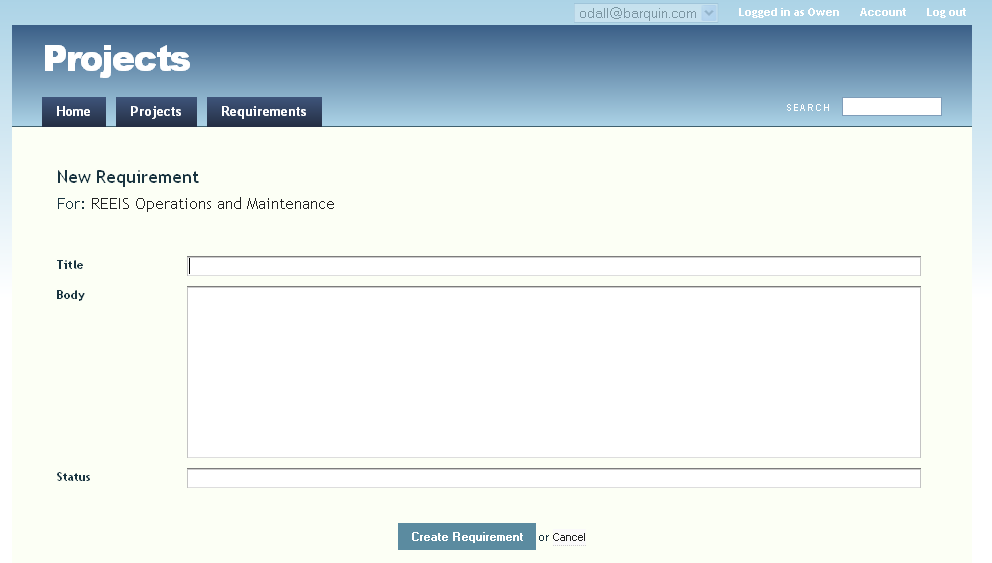 odall@barquin.com Logged in as Owen Account Log out
Projects
Home Projects Requirements SEARCH
New Requirement
For: REEIS Operations and Maintenance
Title
Body
Status
Create Requirement or Cancel